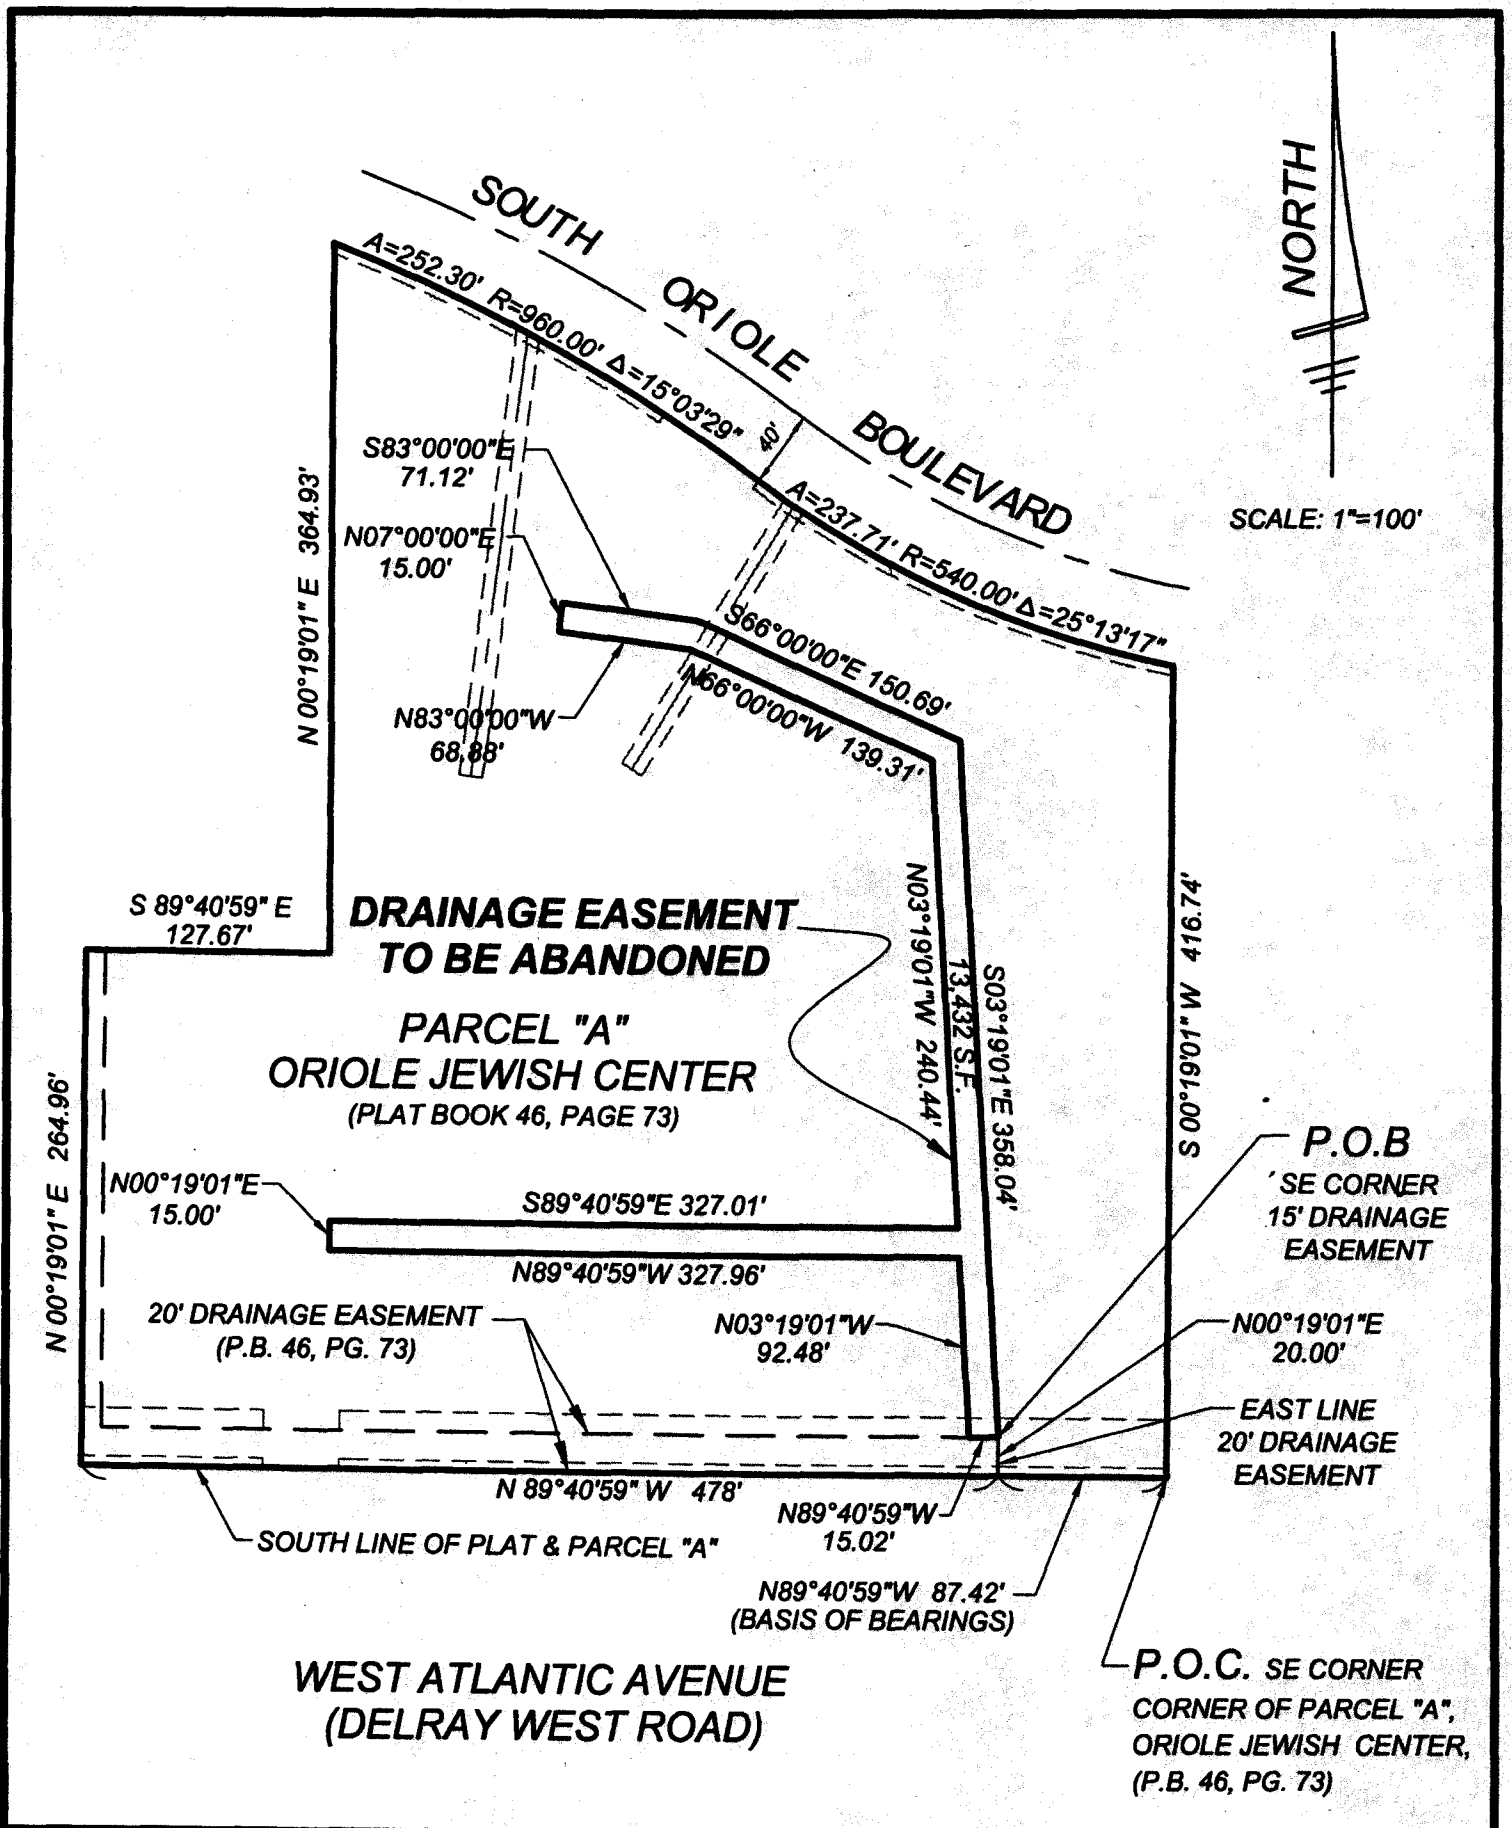 NORTH
SCALE: 1"=100'
SOUTH ORIOLE BOULEVARD
A=252.30' R=960.00' Δ=15°03'29"
40'
A=237.71' R=540.00' Δ=25°13'17"
S83°00'00"E
71.12'
N07°00'00"E
15.00'
N 00°19'01" E 364.93'
S66°00'00"E 150.69'
N66°00'00"W 139.31'
N83°00'00"W
68.88'
S 89°40'59" E
127.67'
DRAINAGE EASEMENT
TO BE ABANDONED
PARCEL "A"
ORIOLE JEWISH CENTER
(PLAT BOOK 46, PAGE 73)
N03°19'01"W 240.44'
13,432 S.F.
S03°19'01"E 358.04'
S 00°19'01" W 416.74'
N 00°19'01" E 264.96'
P.O.B
SE CORNER
15' DRAINAGE
EASEMENT
N00°19'01"E
15.00'
S89°40'59"E 327.01'
N89°40'59"W 327.96'
20' DRAINAGE EASEMENT
(P.B. 46, PG. 73)
N03°19'01"W
92.48'
N00°19'01"E
20.00'
EAST LINE
20' DRAINAGE
EASEMENT
N 89°40'59" W 478'
N89°40'59"W
15.02'
SOUTH LINE OF PLAT & PARCEL "A"
N89°40'59"W 87.42'
(BASIS OF BEARINGS)
WEST ATLANTIC AVENUE
(DELRAY WEST ROAD)
P.O.C. SE CORNER
CORNER OF PARCEL "A",
ORIOLE JEWISH CENTER,
(P.B. 46, PG. 73)